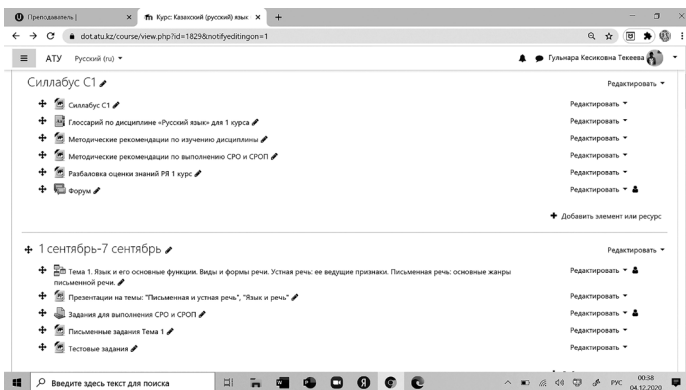 Преподаватель |
Курс: Казахский (русский) язык
dot.atu.kz/course/view.php?id=1829&notifyeditingon=1
АТУ Русский (ru)
Гульнара Кесиковна Текеева
Силлабус C1
Редактировать
Силлабус C1 Редактировать
Глоссарий по дисциплине «Русский язык» для 1 курса Редактировать
Методические рекомендации по изучению дисциплины Редактировать
Методические рекомендации по выполнению СРО и СРОП Редактировать
Разбаловка оценки знаний РЯ 1 курс Редактировать
Форум Редактировать
Добавить элемент или ресурс
1 сентябрь-7 сентябрь
Редактировать
Тема 1. Язык и его основные функции. Виды и формы речи. Устная речь: ее ведущие признаки. Письменная речь: основные жанры Редактировать
письменной речи.
Презентации на темы: "Письменная и устная речь", "Язык и речь" Редактировать
Задания для выполнения СРО и СРОП Редактировать
Письменные задания Тема 1 Редактировать
Тестовые задания Редактировать
Введите здесь текст для поиска
РУС
00:38
04.12.2020